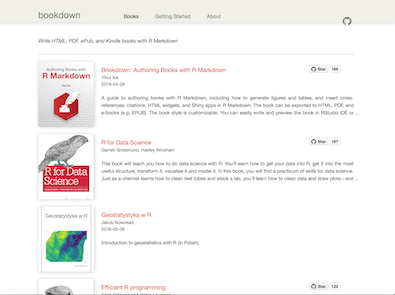 bookdown
Books
Getting Started
About
Write HTML, PDF, ePub, and Kindle books with R Markdown
Authoring Books with
R Markdown
Bookdown: Authoring Books with R Markdown
Yihui Xie
2016-04-29
A guide to authoring books with R Markdown, including how to generate figures and tables, and insert cross-
references, citations, HTML widgets, and Shiny apps in R Markdown. The book can be exported to HTML, PDF, and
e-books (e.g. EPUB). The book style is customizable. You can easily write and preview the book in RStudio IDE or ...
Star 160
R for Data
Science
R for Data Science
Garrett Grolemund, Hadley Wickham
This book will teach you how to do data science with R: You'll learn how to get your data into R, get it into the most
useful structure, transform it, visualise it and model it. In this book, you will find a practicum of skills for data science.
Just as a chemist learns how to clean test tubes and stock a lab, you'll learn how to clean data and draw plots—and ...
Star 197
Geostatystyka w R
Geostatystyka w R
Jakub Nowosad
2016-05-08
Introduction to geostatistics with R (in Polish).
Efficient R programming
Star 120